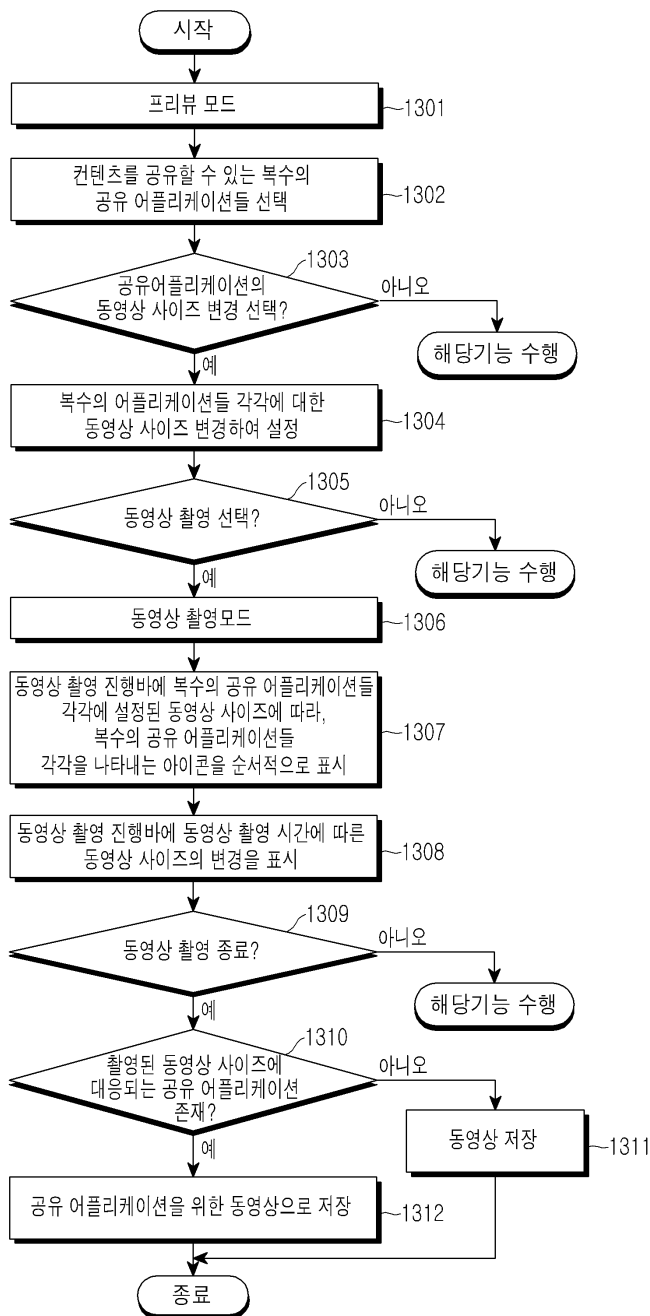 시작
프리뷰 모드
1301
컨텐츠를 공유할 수 있는 복수의
공유 어플리케이션들 선택
1302
1303
공유어플리케이션의
동영상 사이즈 변경 선택?
아니오
해당기능 수행
예
복수의 어플리케이션들 각각에 대한
동영상 사이즈 변경하여 설정
1304
1305
동영상 촬영 선택?
아니오
해당기능 수행
예
동영상 촬영모드
1306
동영상 촬영 진행바에 복수의 공유 어플리케이션들
각각에 설정된 동영상 사이즈에 따라,
복수의 공유 어플리케이션들
각각을 나타내는 아이콘을 순서적으로 표시
1307
동영상 촬영 진행바에 동영상 촬영 시간에 따른
동영상 사이즈의 변경을 표시
1308
1309
동영상 촬영 종료?
아니오
해당기능 수행
예
1310
촬영된 동영상 사이즈에
대응되는 공유 어플리케이션
존재?
아니오
동영상 저장
1311
예
공유 어플리케이션을 위한 동영상으로 저장
1312
종료